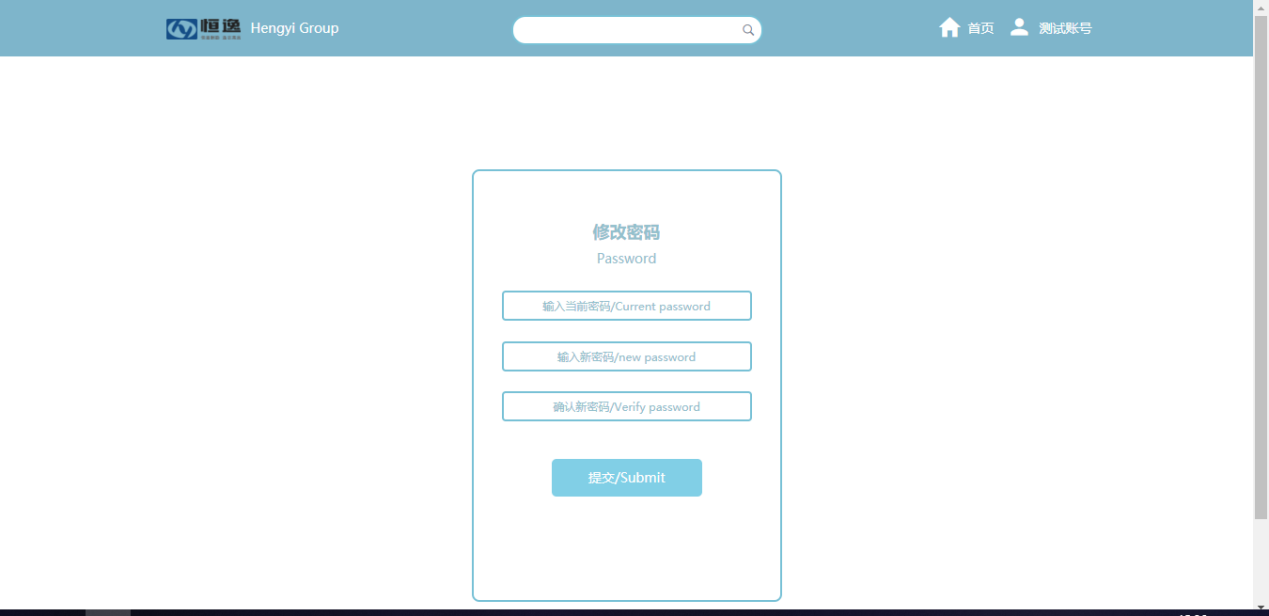 恒逸 Hengyi Group
首页 测试账号
修改密码
Password
输入当前密码/Current password
输入新密码/new password
确认新密码/Verify password
提交/Submit